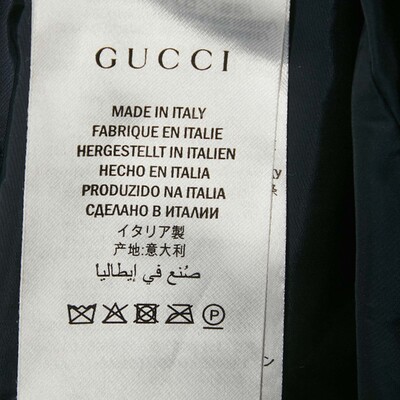 GUCCI
MADE IN ITALY
FABRIQUE EN ITALIE
HERGESTELLT IN ITALIEN
HECHO EN ITALIA
PRODUZIDO NA ITALIA
СДЕЛАНО В ИТАЛИИ
イタリア製
产地:意大利
صُنع في إيطاليا
P
ン